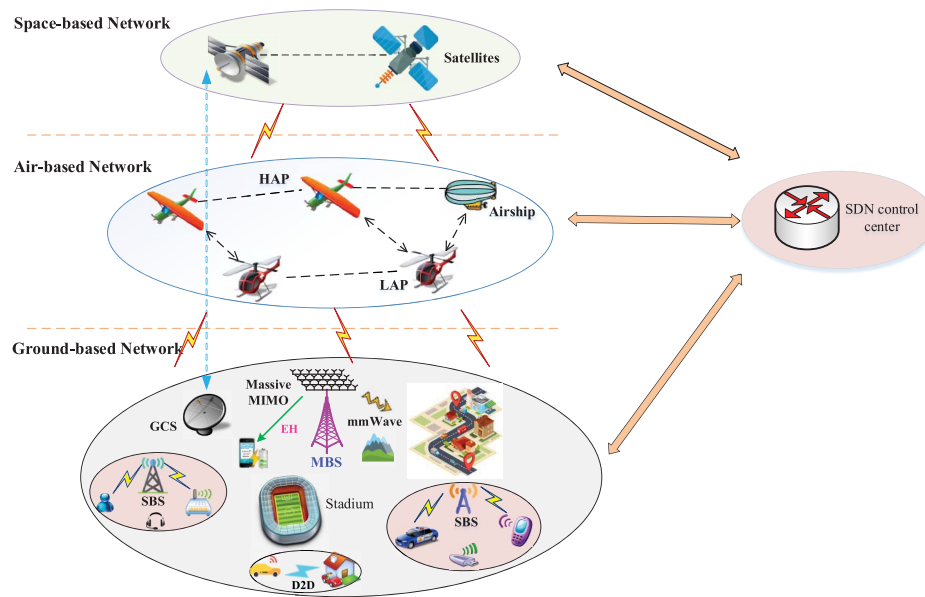 Space-based Network
Satellites
Air-based Network
HAP
Airship
SDN control
center
LAP
Ground-based Network
Massive
MIMO
mmWave
GCS
EH
MBS
SBS
Stadium
SBS
D2D